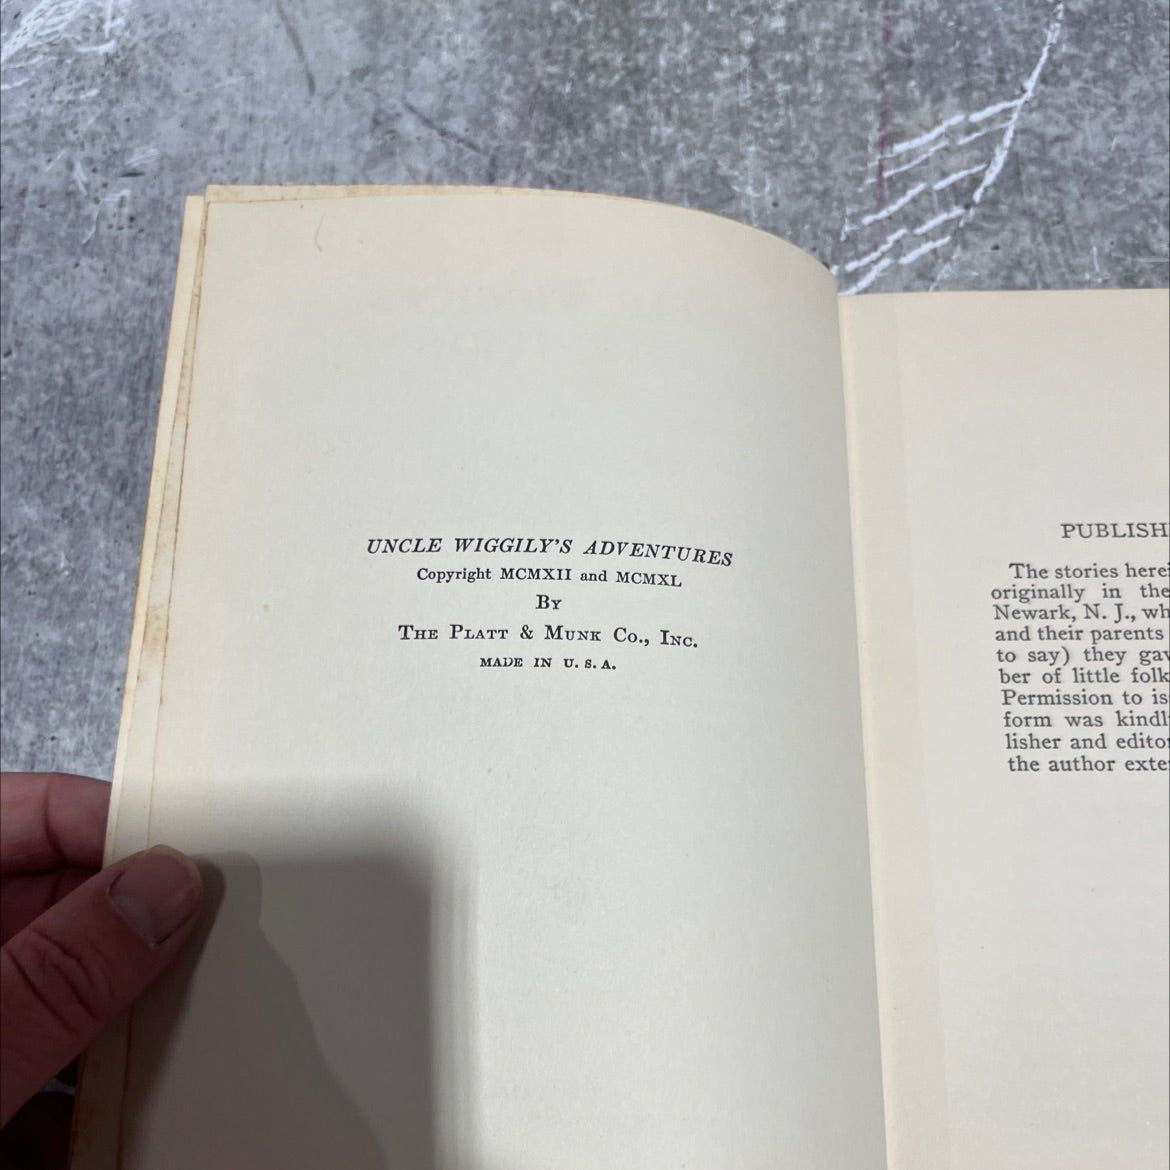 UNCLE WIGGILY'S ADVENTURES
Copyright MCMXII and MCMXL
By
The Platt & Munk Co., Inc.
MADE IN U. S. A.
PUBLISH
The stories here
originally in the
Newark, N. J., wh
and their parents
to say) they gav
ber of little folk
Permission to is
form was kindl
lisher and edito
the author exte